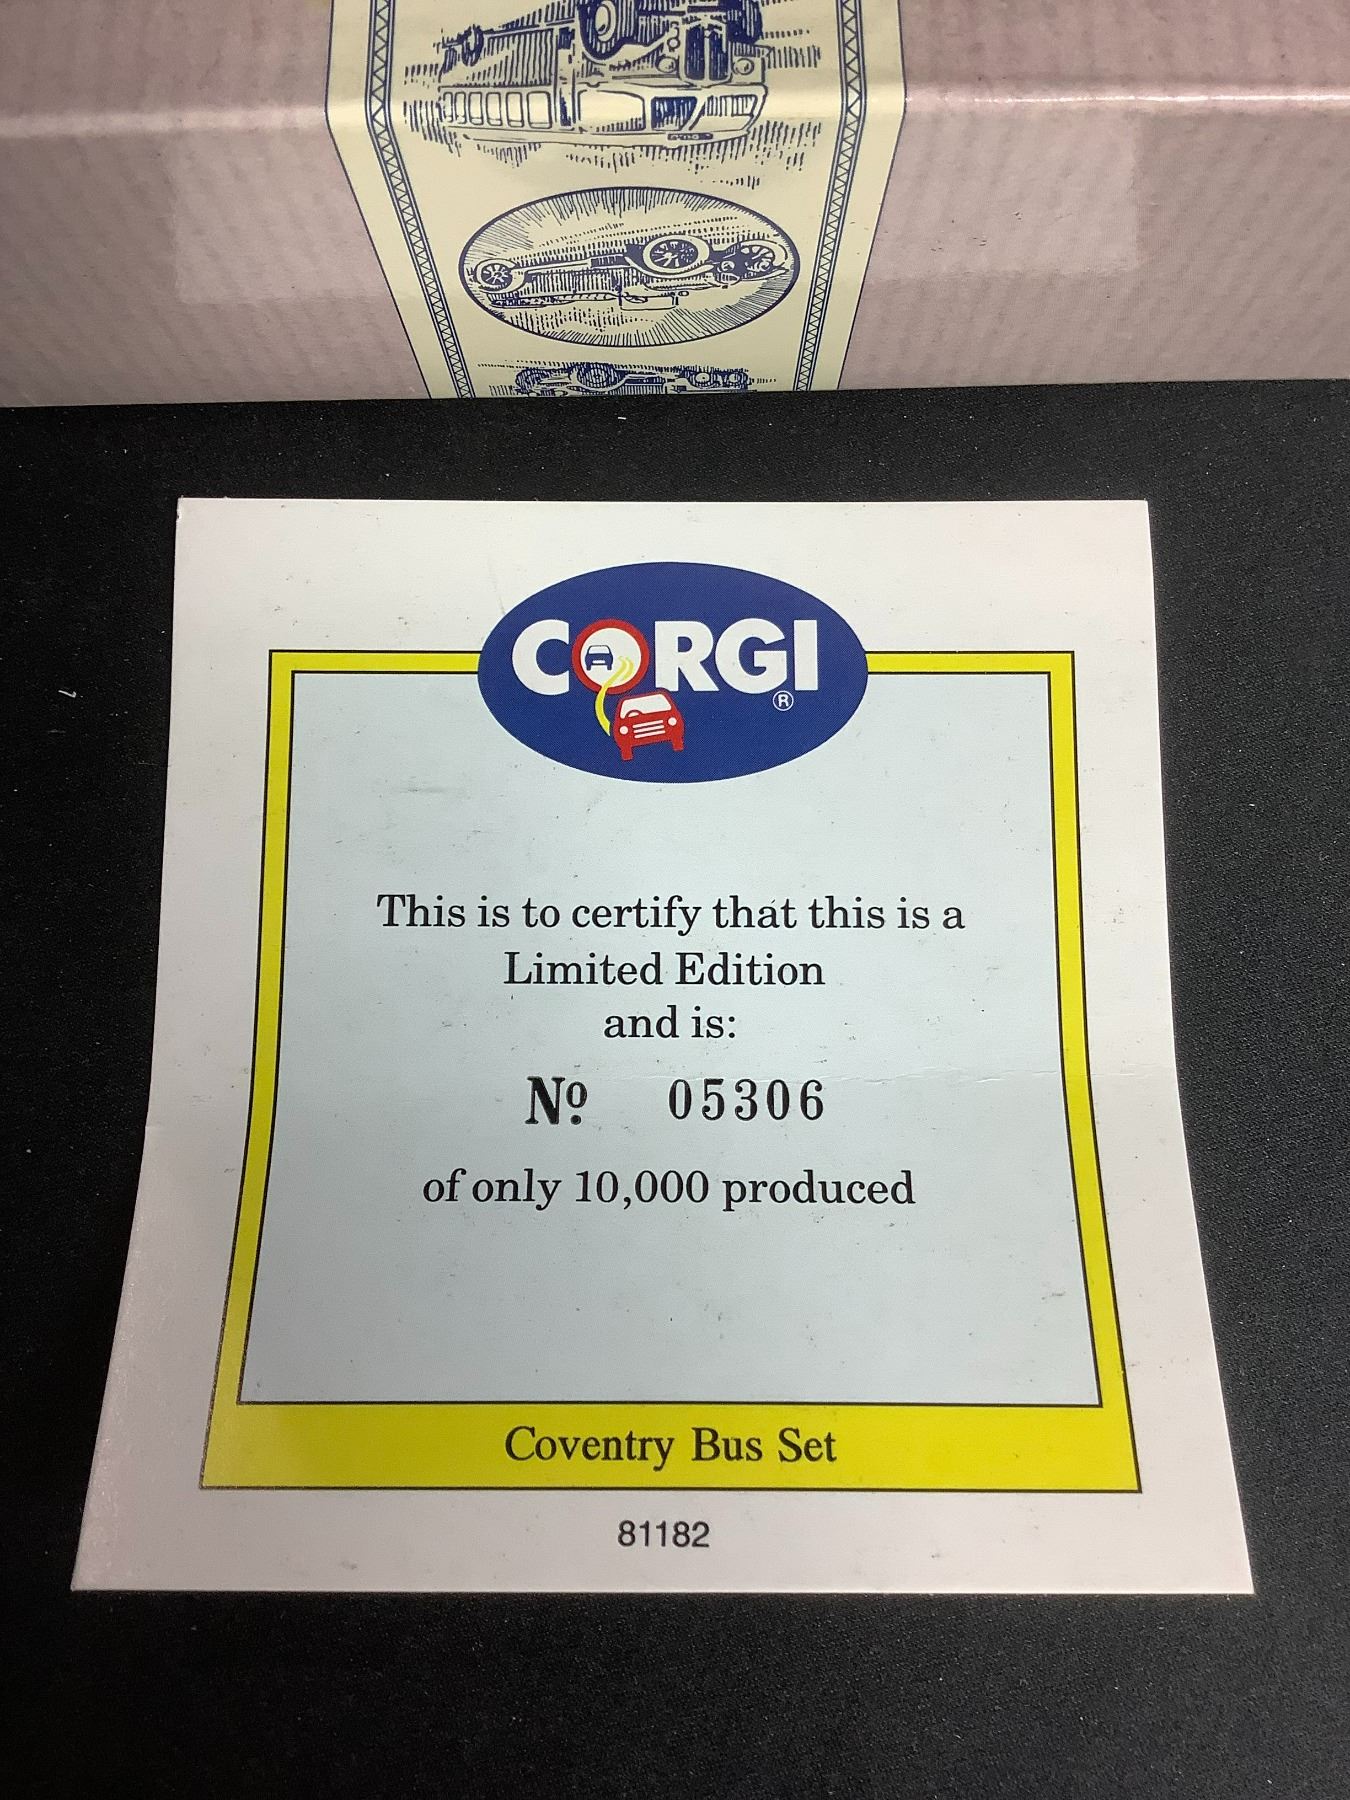 CORGI
®
This is to certify that this is a
Limited Edition
and is:
Nº 05306
of only 10,000 produced
Coventry Bus Set
81182